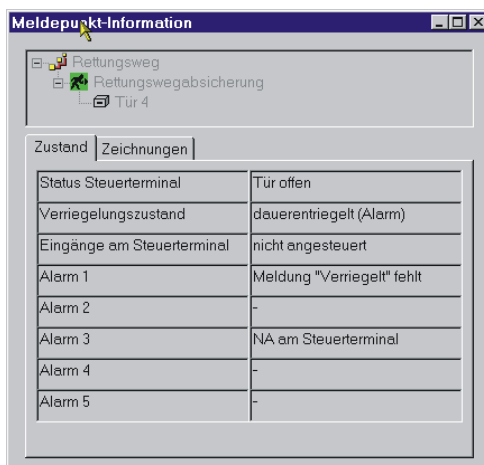 Meldepunkt-Information
Rettungsweg
Rettungswegabsicherung
Tür 4
Zustand Zeichnungen
Status Steuerterminal Tür offen
Verriegelungszustand dauerentriegelt (Alarm)
Eingänge am Steuerterminal nicht angesteuert
Alarm 1 Meldung "Verriegelt" fehlt
Alarm 2 -
Alarm 3 NA am Steuerterminal
Alarm 4 -
Alarm 5 -